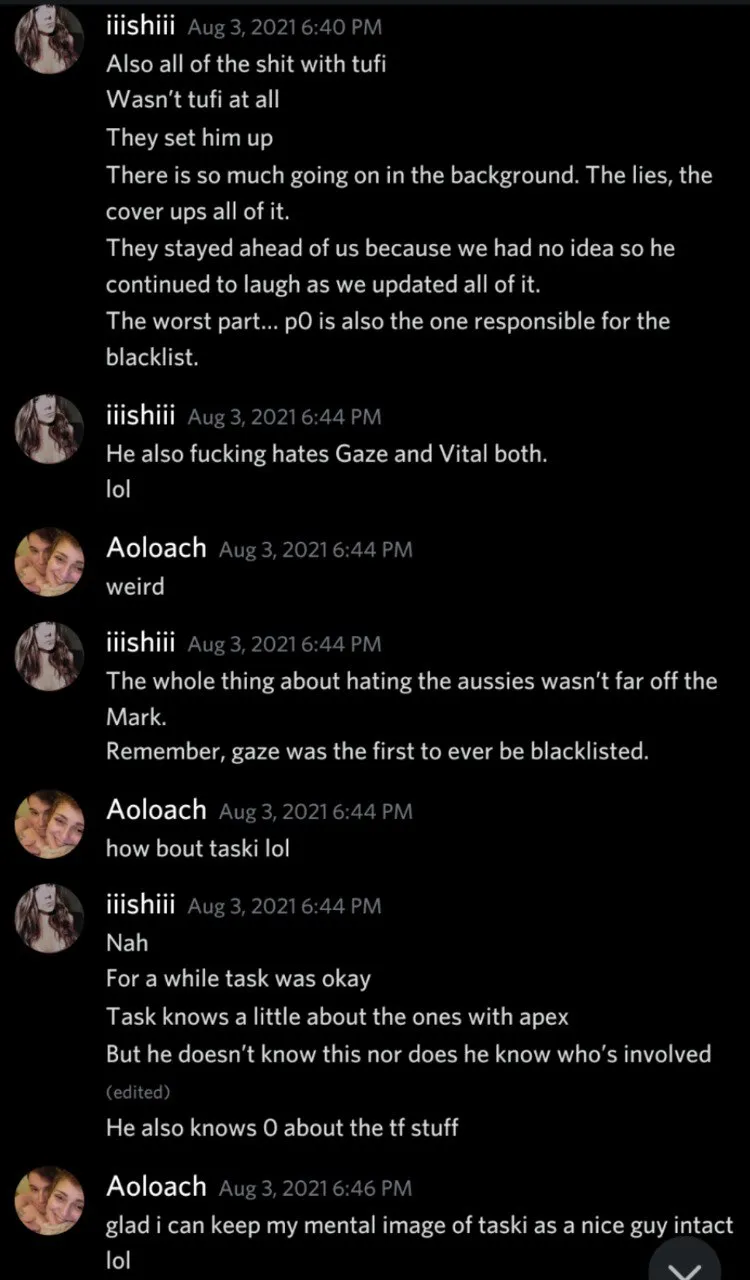 iiishiii Aug 3, 2021 6:40 PM
Also all of the shit with tufi
Wasn't tufi at all
They set him up
There is so much going on in the background. The lies, the
cover ups all of it.
They stayed ahead of us because we had no idea so he
continued to laugh as we updated all of it.
The worst part... p0 is also the one responsible for the
blacklist.
iiishiii Aug 3, 2021 6:44 PM
He also fucking hates Gaze and Vital both.
lol
Aoloach Aug 3, 2021 6:44 PM
weird
iiishiii Aug 3, 2021 6:44 PM
The whole thing about hating the aussies wasn't far off the
Mark.
Remember, gaze was the first to ever be blacklisted.
Aoloach Aug 3, 2021 6:44 PM
how bout taski lol
iiishiii Aug 3, 2021 6:44 PM
Nah
For a while task was okay
Task knows a little about the ones with apex
But he doesn't know this nor does he know who's involved
(edited)
He also knows 0 about the tf stuff
Aoloach Aug 3, 2021 6:46 PM
glad i can keep my mental image of taski as a nice guy intact
lol